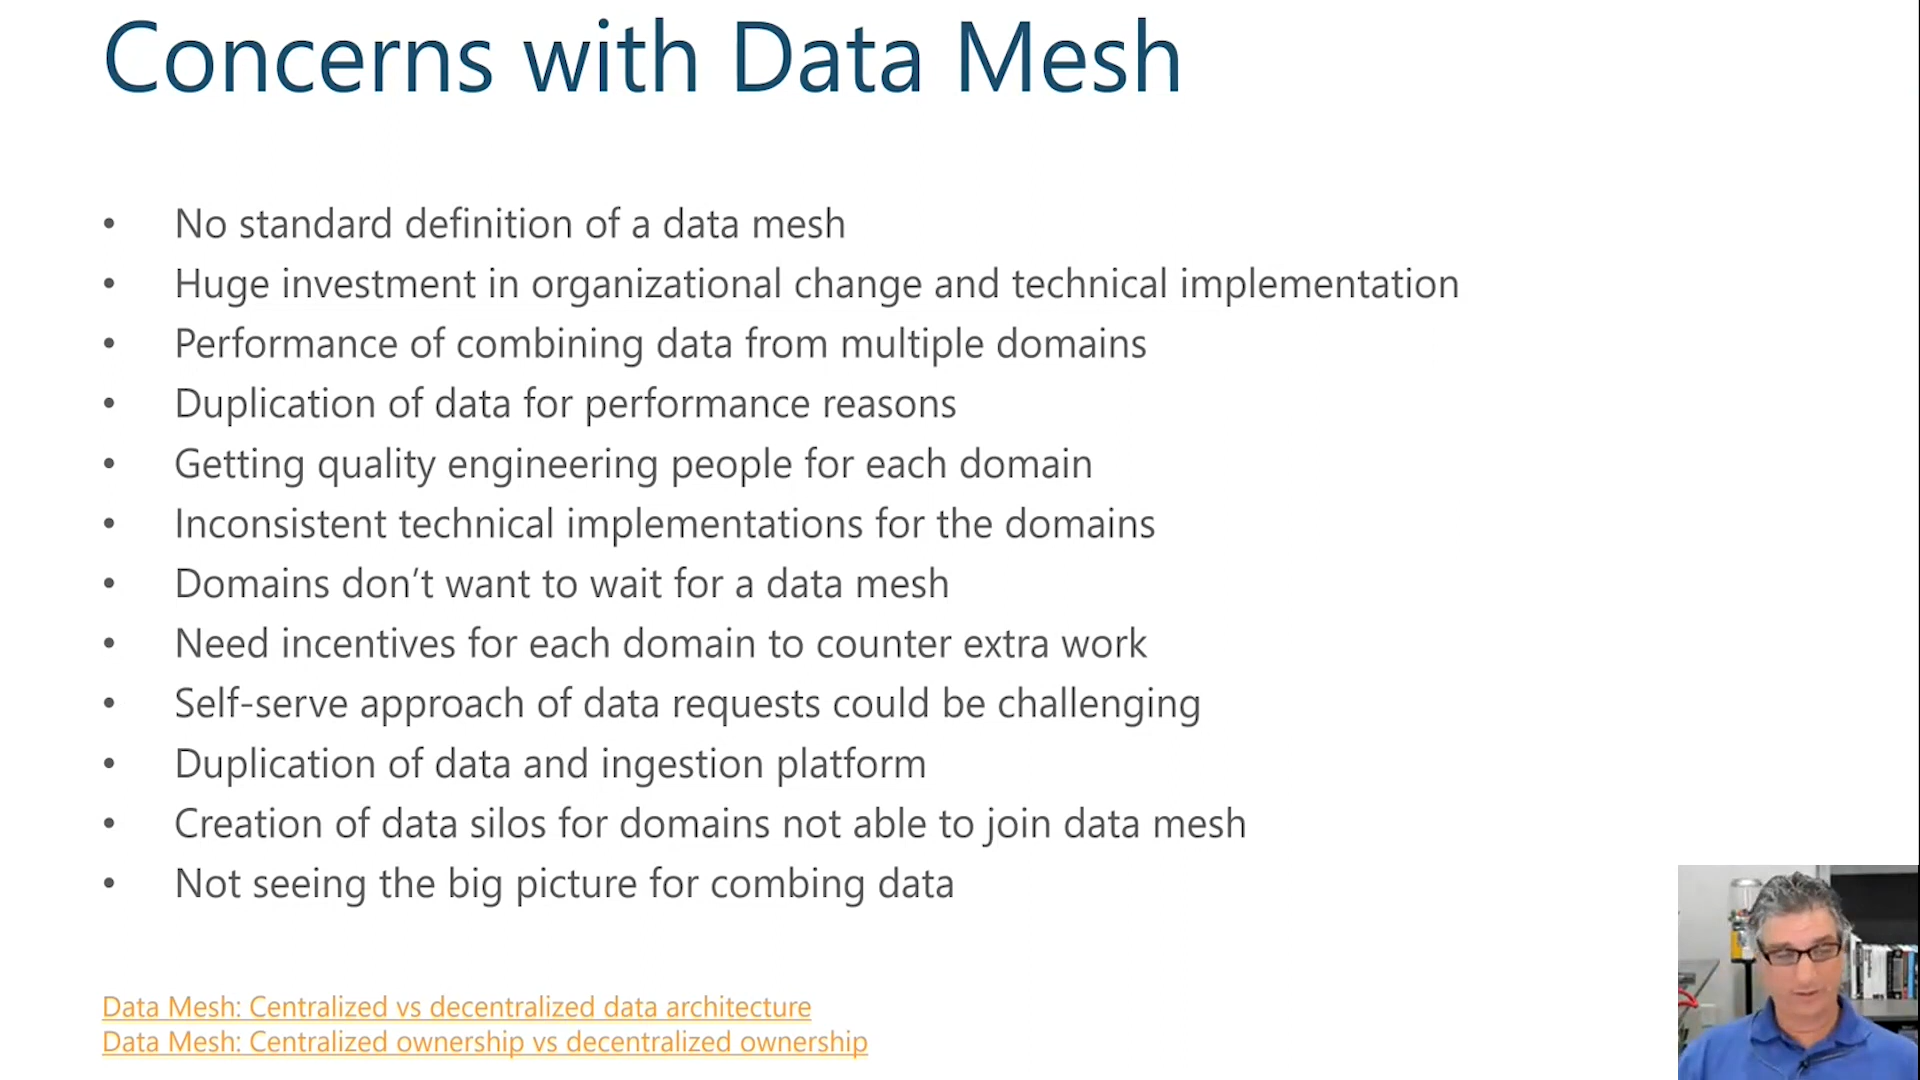 Concerns with Data Mesh
• No standard definition of a data mesh
• Huge investment in organizational change and technical implementation
• Performance of combining data from multiple domains
• Duplication of data for performance reasons
• Getting quality engineering people for each domain
• Inconsistent technical implementations for the domains
• Domains don’t want to wait for a data mesh
• Need incentives for each domain to counter extra work
• Self-serve approach of data requests could be challenging
• Duplication of data and ingestion platform
• Creation of data silos for domains not able to join data mesh
• Not seeing the big picture for combing data
Data Mesh: Centralized vs decentralized data architecture
Data Mesh: Centralized ownership vs decentralized ownership